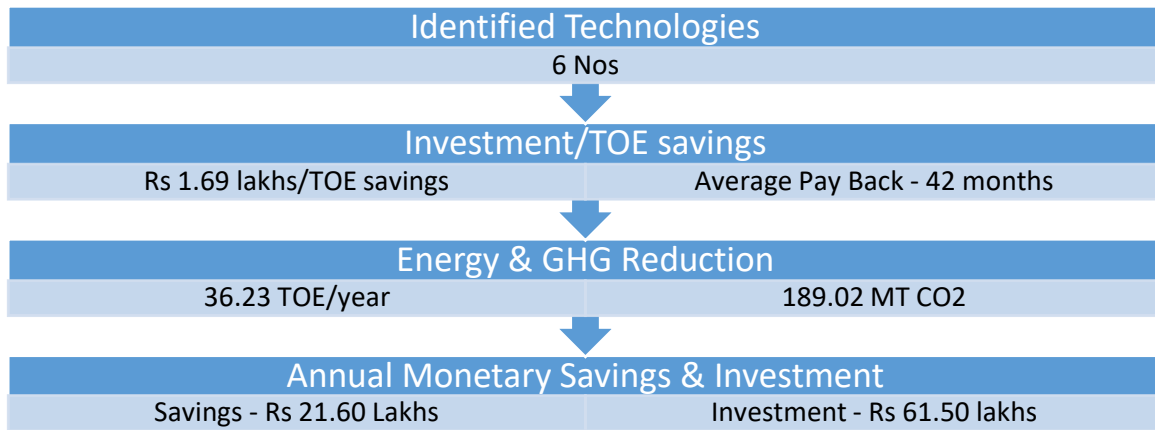 Identified Technologies
6 Nos
Investment/TOE savings
Rs 1.69 lakhs/TOE savings
Average Pay Back - 42 months
Energy & GHG Reduction
36.23 TOE/year
189.02 MT CO2
Annual Monetary Savings & Investment
Savings - Rs 21.60 Lakhs
Investment - Rs 61.50 lakhs